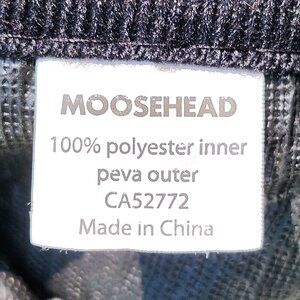 MOOSEHEAD
100% polyester inner
peva outer
CA52772
Made in China